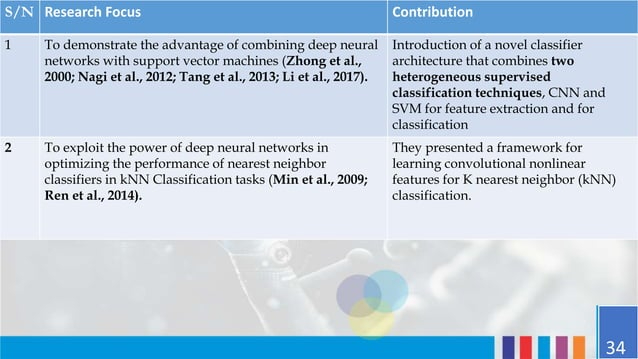 S/N Research Focus Contribution
1 To demonstrate the advantage of combining deep neural
networks with support vector machines (Zhong et al.,
2000; Nagi et al., 2012; Tang et al., 2013; Li et al., 2017).
Introduction of a novel classifier
architecture that combines two
heterogeneous supervised
classification techniques, CNN and
SVM for feature extraction and for
classification
2 To exploit the power of deep neural networks in
optimizing the performance of nearest neighbor
classifiers in kNN Classification tasks (Min et al., 2009;
Ren et al., 2014).
They presented a framework for
learning convolutional nonlinear
features for K nearest neighbor (kNN)
classification.
34